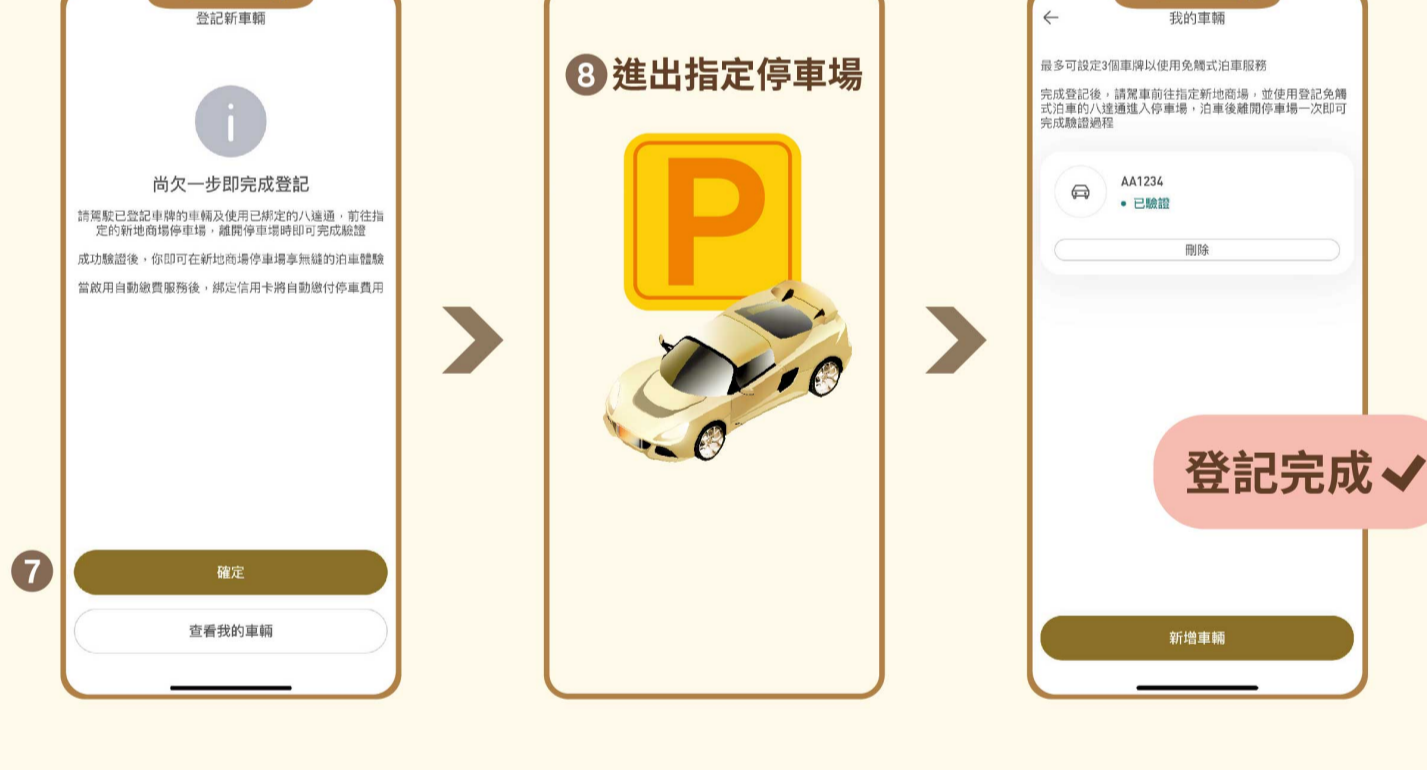 登記新車輛
i
尚欠一步即完成登記
請駕駛已登記車牌的車輛及使用已綁定的八達通，前往指
定的新地商場停車場，離開停車場時即可完成驗證
成功驗證後，你即可在新地商場停車場享無縫的泊車體驗
當啟用自動繳費服務後，綁定信用卡將自動繳付停車費用
7
確定
查看我的車輛
8 進出指定停車場
P
我的車輛
最多可設定3個車牌以使用免觸式泊車服務
完成登記後，請駕車前往指定新地商場，並使用登記免觸
式泊車的八達通進入停車場，泊車後離開停車場一次即可
完成驗證過程
AA1234
• 已驗證
刪除
登記完成✔
新增車輛